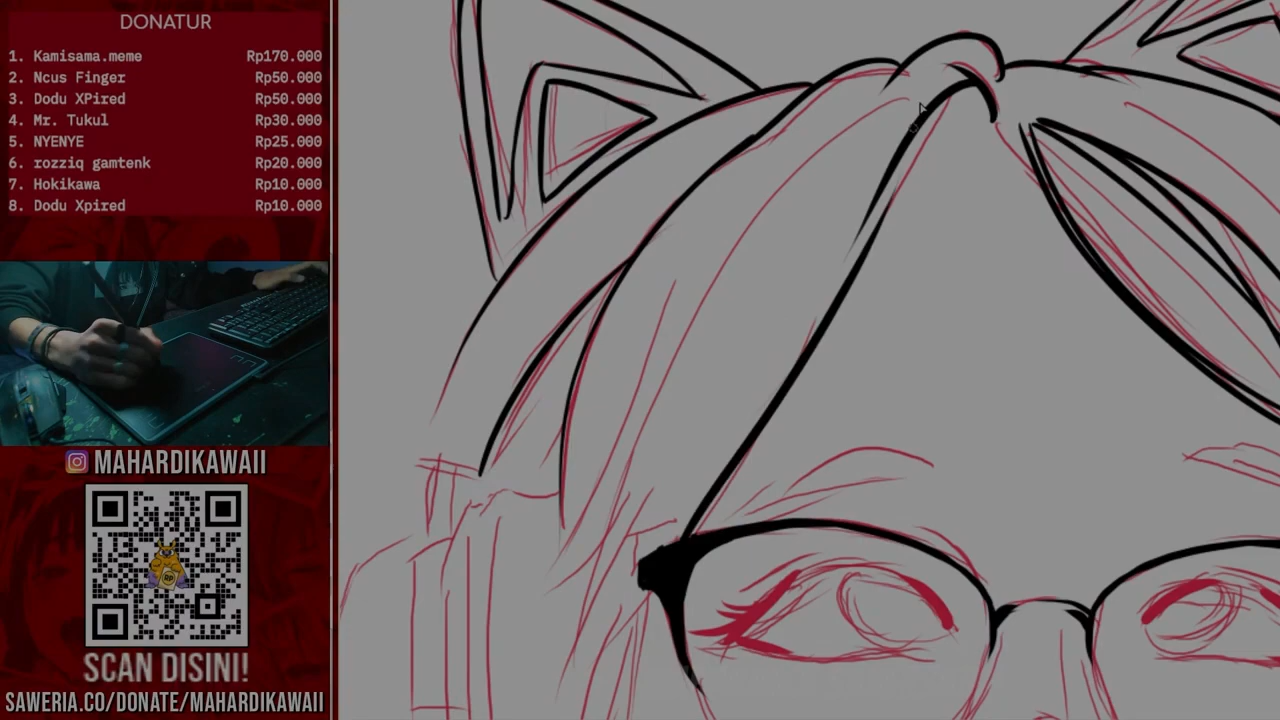 DONATUR
1. Kamisama.meme Rp170.000
2. Ncus Finger Rp50.000
3. Dodu XPired Rp50.000
4. Mr. Tukul Rp30.000
5. NYENYE Rp25.000
6. rozziq gamtenk Rp20.000
7. Hokikawa Rp10.000
8. Dodu Xpired Rp10.000
MAHARDIKAWAII
SCAN DISINI!
SAWERIA.CO/DONATE/MAHARDIKAWAII